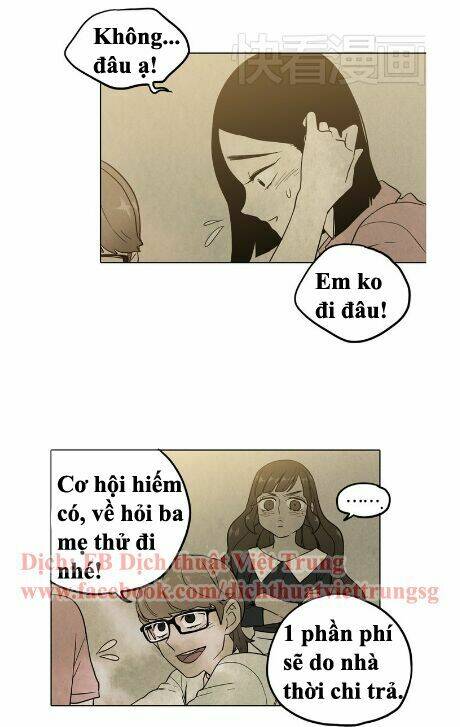 Không...
đâu ạ!
快看漫画
Em ko
đi đâu!
Cơ hội hiếm
có, về hỏi ba
mẹ thử đi
nhé!
……
Dịch: FB Dịch thuật Việt Trung
www.facebook.com/dichthuatviettrungsg
1 phần phí
sẽ do nhà
thời chi trả.